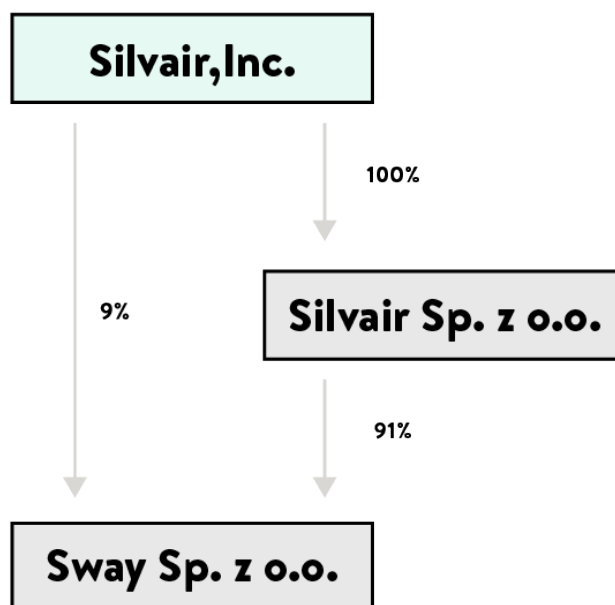 Silvair,Inc.
100%
9%
Silvair Sp. z o.o.
91%
Sway Sp. z o.o.